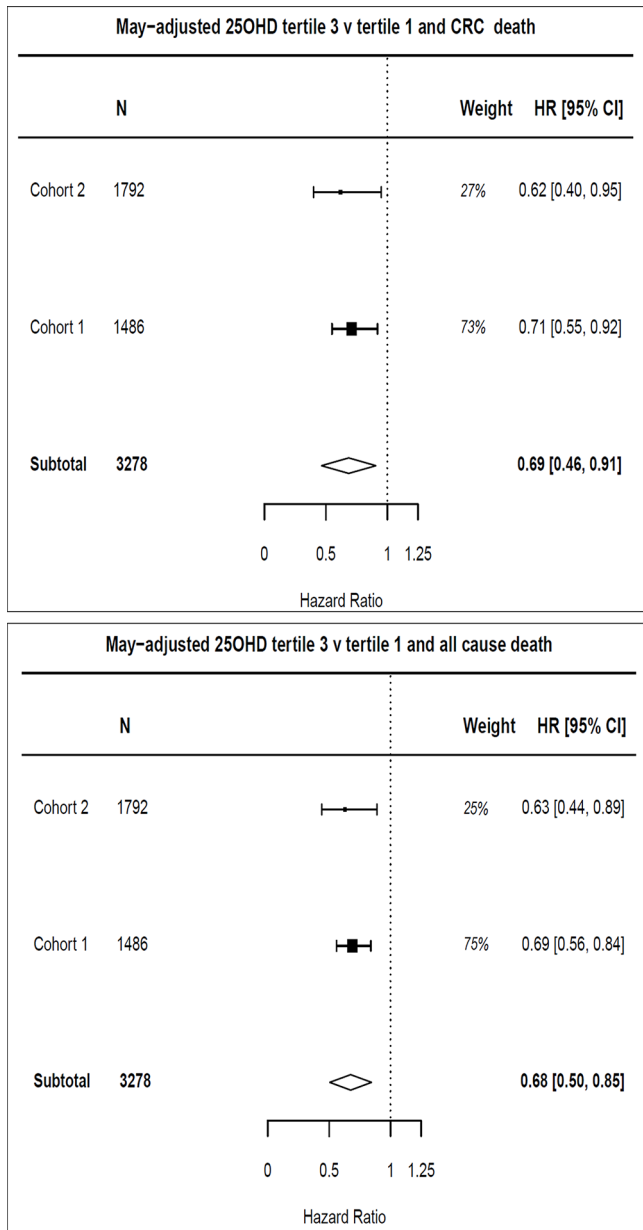 May-adjusted 25OHD tertile 3 v tertile 1 and CRC death
N Weight HR [95% CI]
Cohort 2 1792 27% 0.62 [0.40, 0.95]
Cohort 1 1486 73% 0.71 [0.55, 0.92]
Subtotal 3278 0.69 [0.46, 0.91]
0 0.5 1 1.25
Hazard Ratio
May-adjusted 25OHD tertile 3 v tertile 1 and all cause death
N Weight HR [95% CI]
Cohort 2 1792 25% 0.63 [0.44, 0.89]
Cohort 1 1486 75% 0.69 [0.56, 0.84]
Subtotal 3278 0.68 [0.50, 0.85]
0 0.5 1 1.25
Hazard Ratio